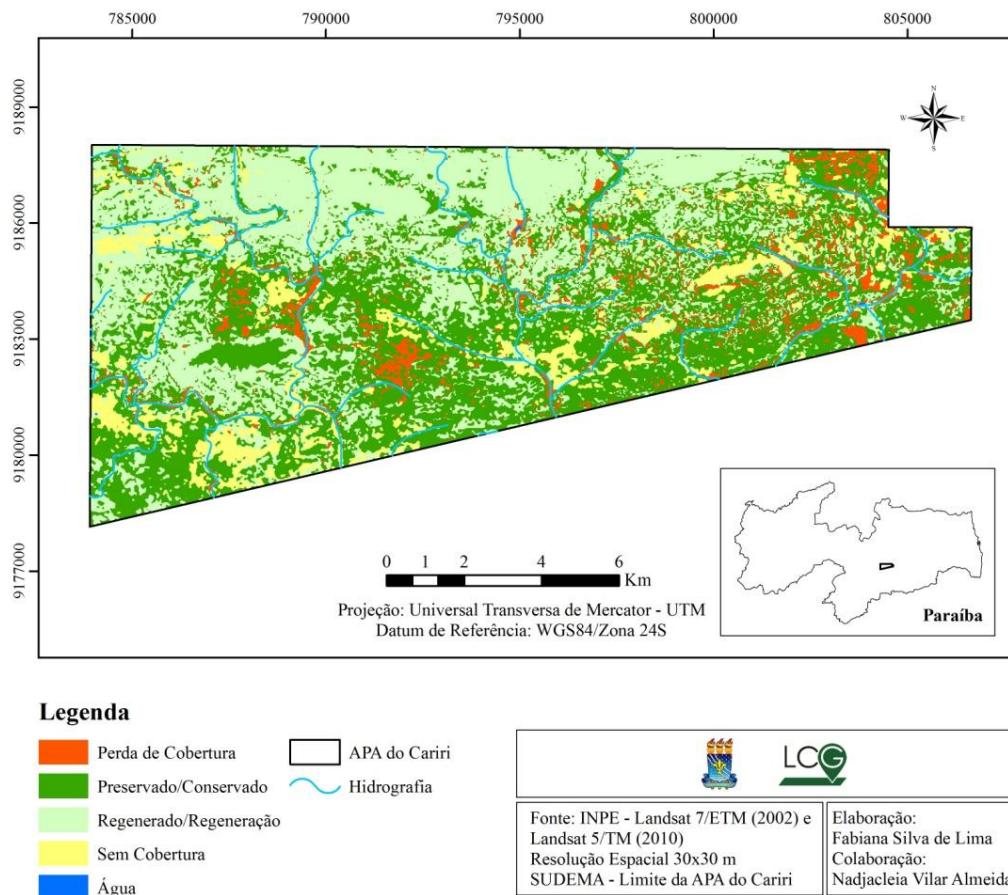 785000 790000 795000 800000 805000
9189000
9186000
9183000
9180000
9177000
N
W E
S
0 1 2 4 6
Km
Projeção: Universal Transversa de Mercator - UTM
Datum de Referência: WGS84/Zona 24S
Paraíba
Legenda
Perda de Cobertura
Preservado/Conservado
Regenerado/Regeneração
Sem Cobertura
Água
APA do Cariri
Hidrografia
LCG
Fonte: INPE - Landsat 7/ETM (2002) e
Landsat 5/TM (2010)
Resolução Espacial 30x30 m
SUDEMA - Limite da APA do Cariri
Elaboração:
Fabiana Silva de Lima
Colaboração:
Nadjacleia Vilar Almeida